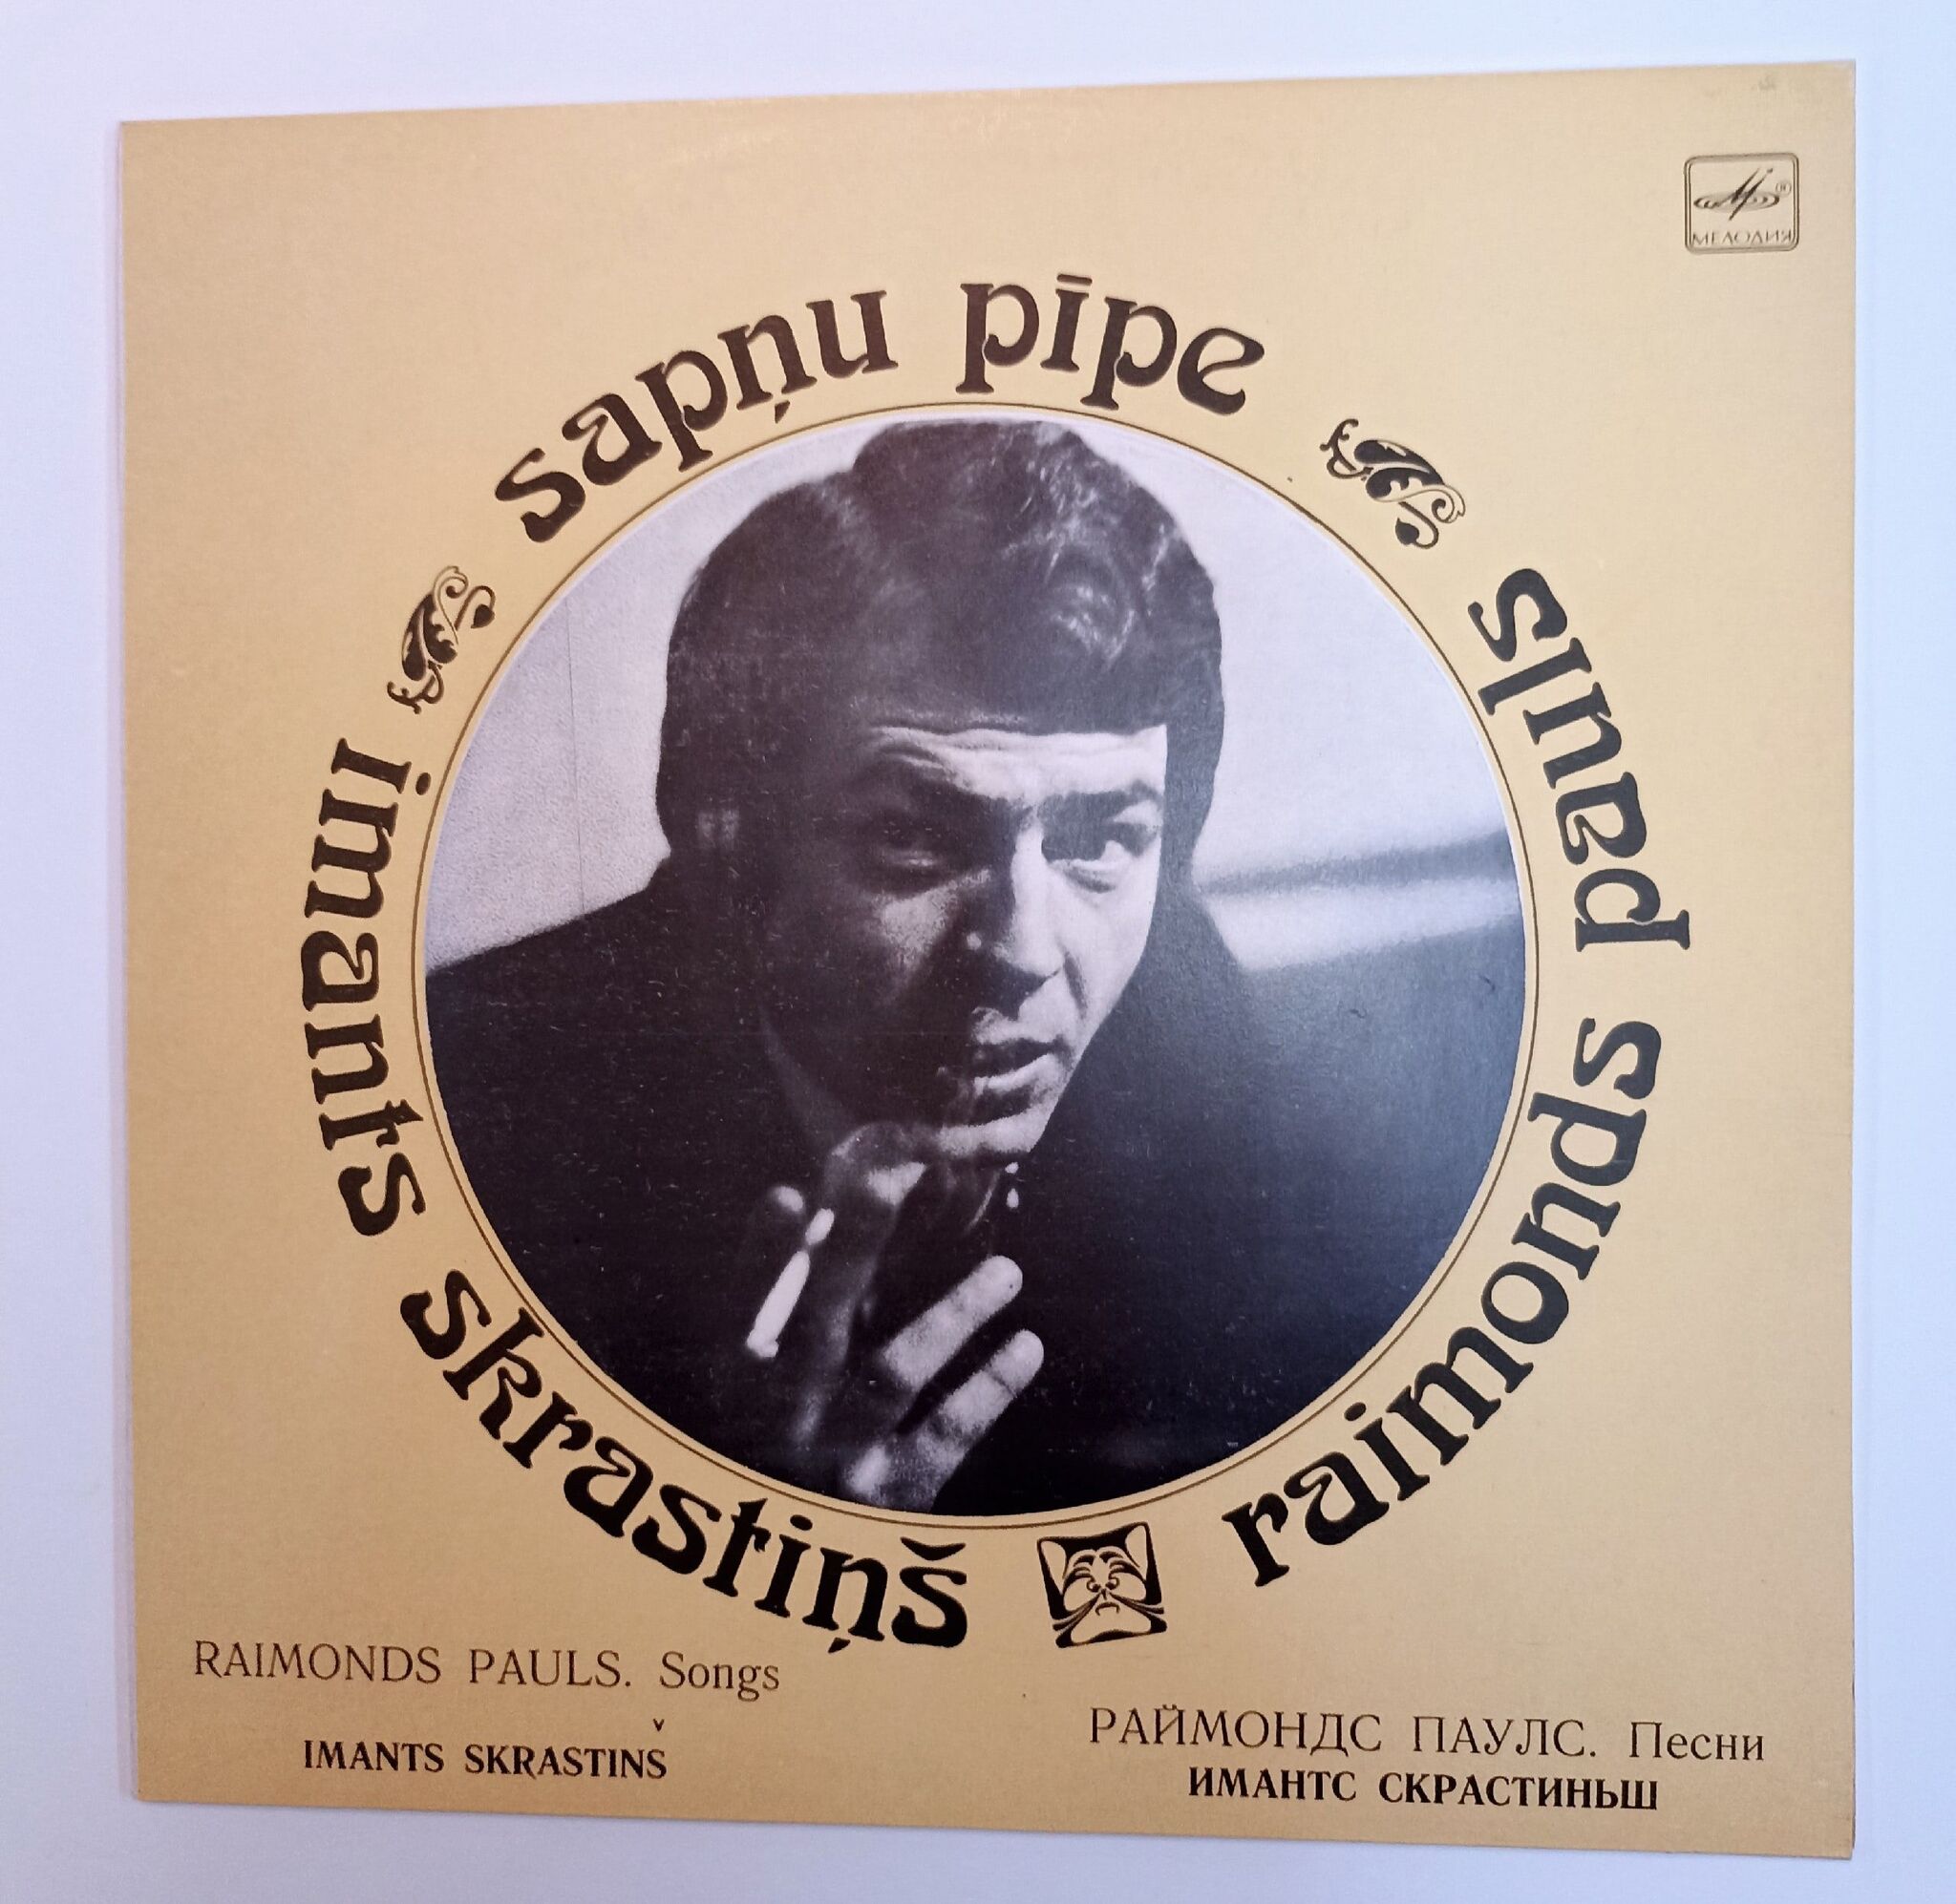 МЕЛОДИЯ
sapņu pīpe
imants skrastiņš
raimonds pauls
RAIMONDS PAULS. Songs
IMANTS SKRASTINŠ
РАЙМОНДС ПАУЛС. Песни
ИМАНТС СКРАСТИНЬШ